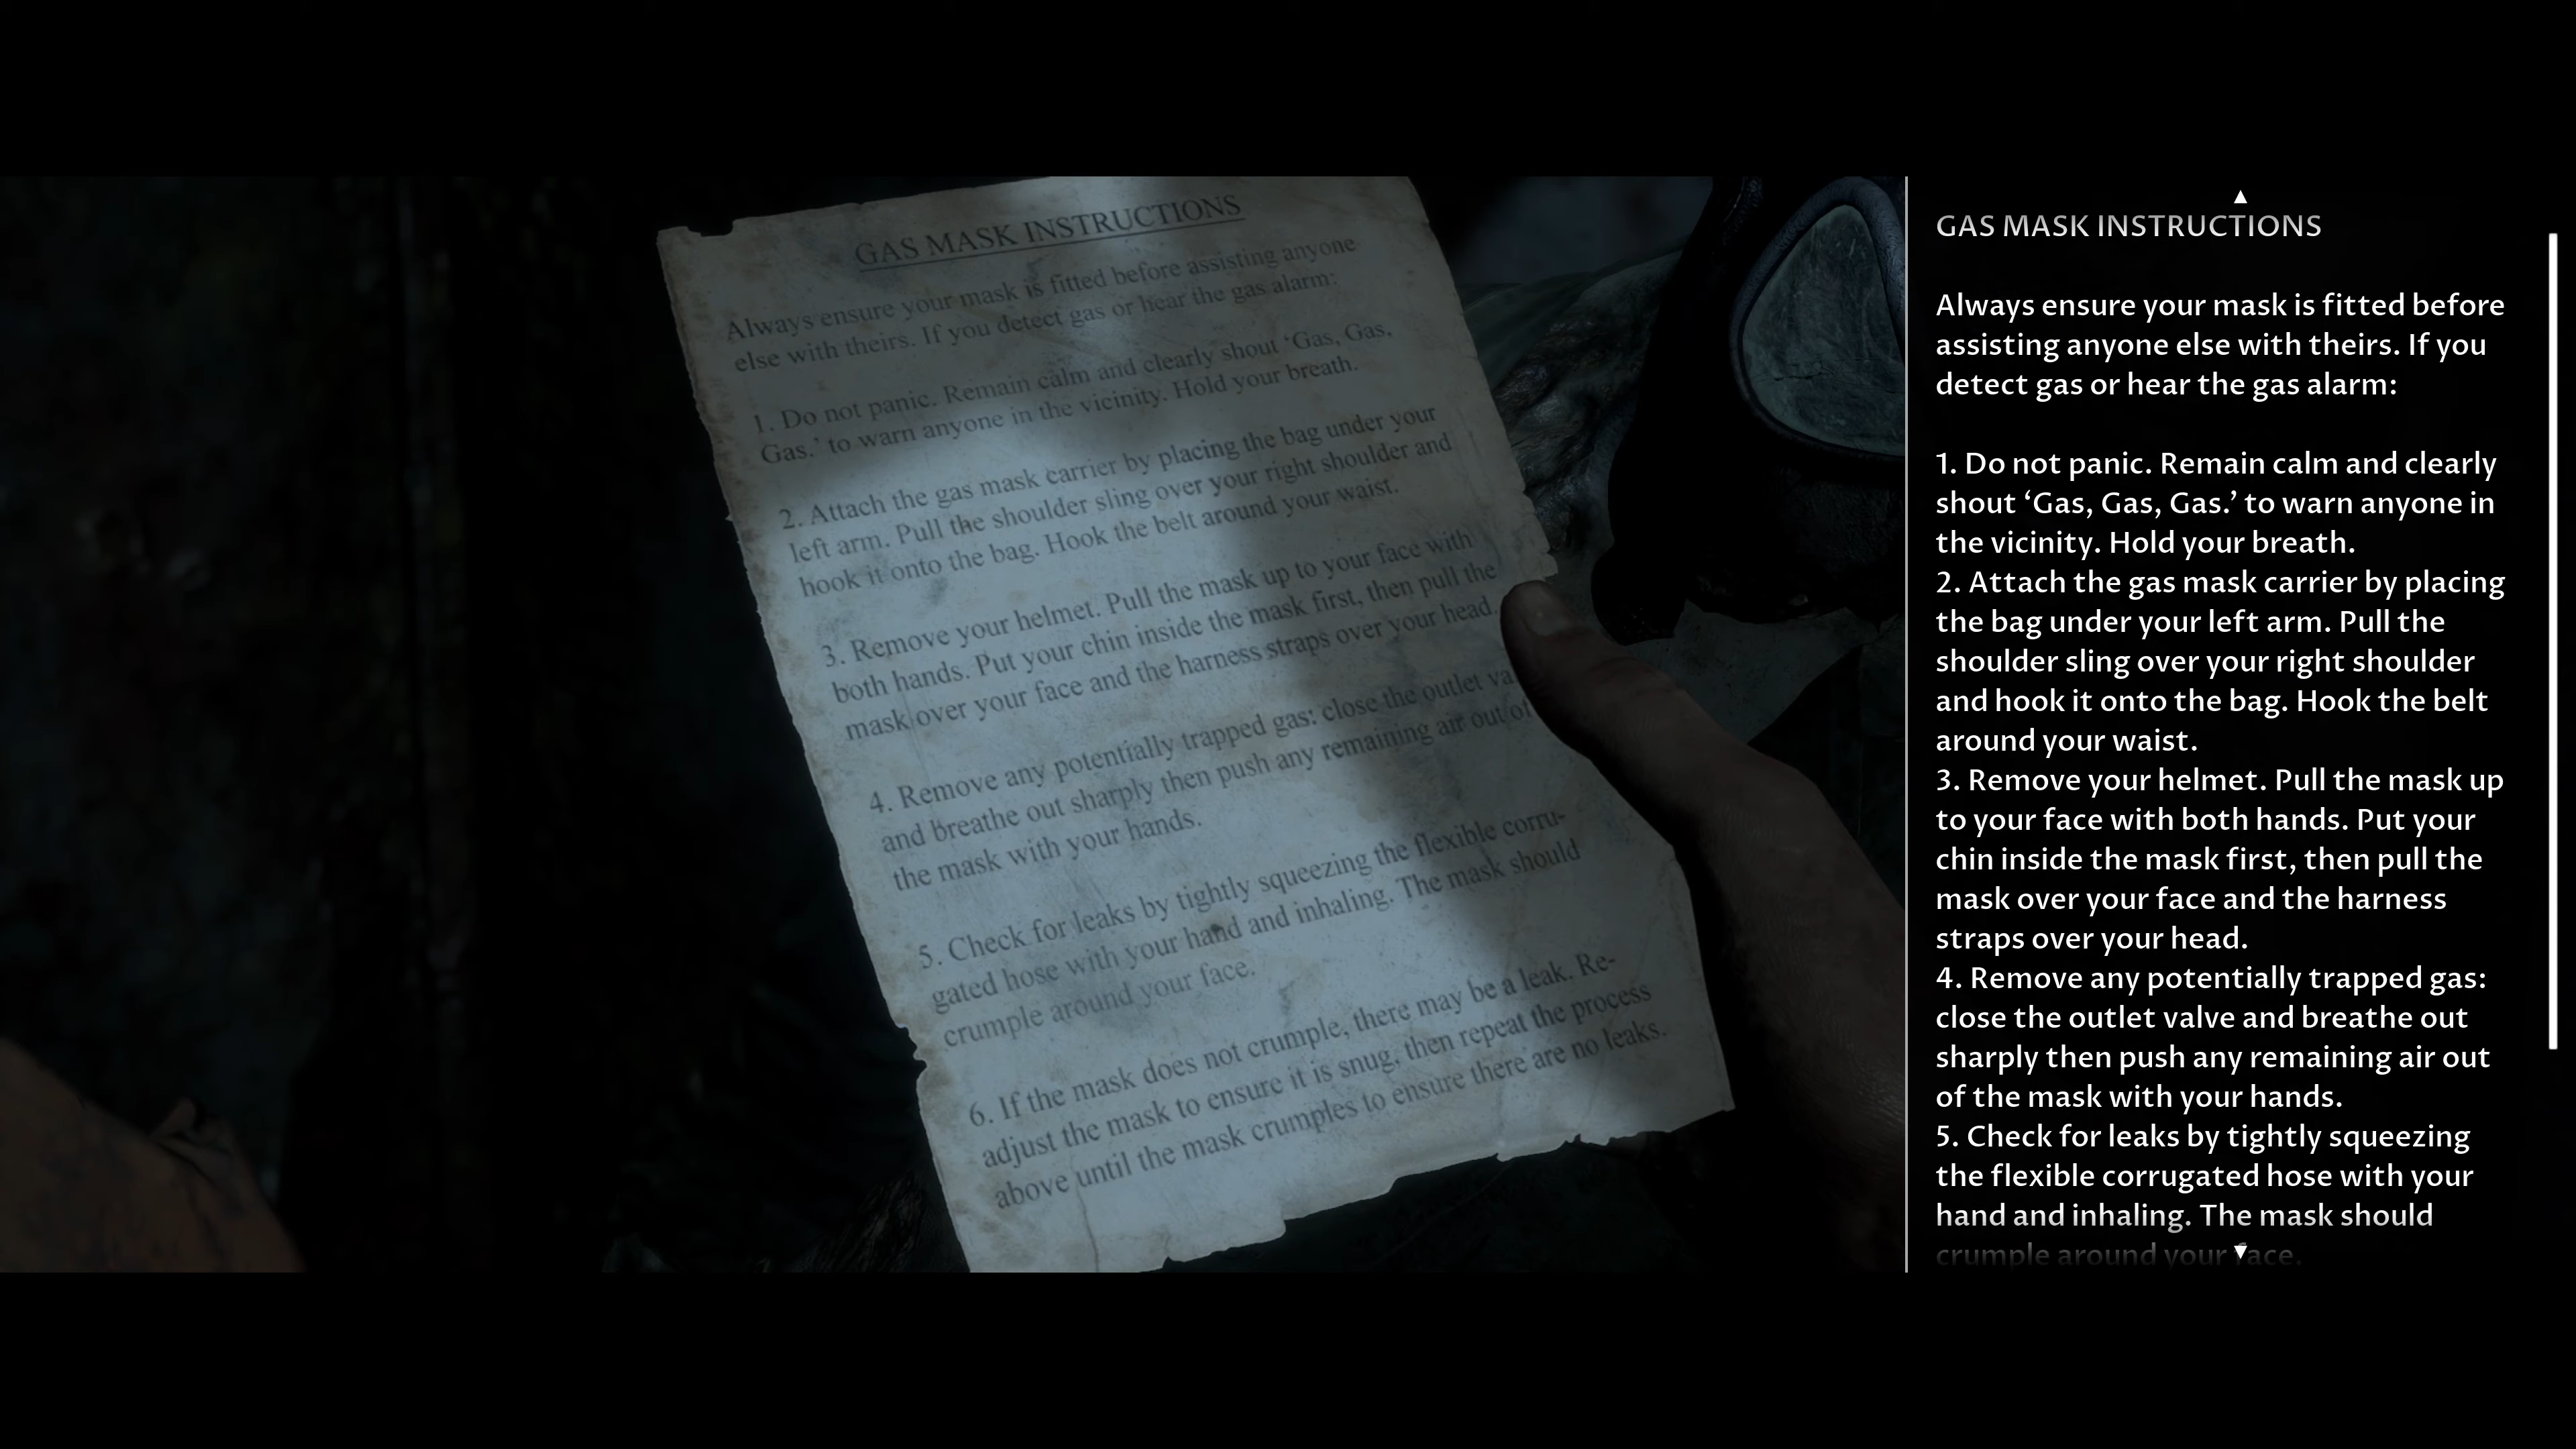 GAS MASK INSTRUCTIONS
Always ensure your mask is fitted before assisting anyone
else with theirs. If you detect gas or hear the gas alarm:
1. Do not panic. Remain calm and clearly shout ‘Gas, Gas,
Gas.’ to warn anyone in the vicinity. Hold your breath.
2. Attach the gas mask carrier by placing the bag under your
left arm. Pull the shoulder sling over your right shoulder and
hook it onto the bag. Hook the belt around your waist.
3. Remove your helmet. Pull the mask up to your face with
both hands. Put your chin inside the mask first, then pull the
mask over your face and the harness straps over your head.
4. Remove any potentially trapped gas: close the outlet va
and breathe out sharply then push any remaining air out of
the mask with your hands.
5. Check for leaks by tightly squeezing the flexible corru-
gated hose with your hand and inhaling. The mask should
crumple around your face.
6. If the mask does not crumple, there may be a leak. Re-
adjust the mask to ensure it is snug, then repeat the process
above until the mask crumples to ensure there are no leaks.
GAS MASK INSTRUCTIONS
Always ensure your mask is fitted before
assisting anyone else with theirs. If you
detect gas or hear the gas alarm:
1. Do not panic. Remain calm and clearly
shout ‘Gas, Gas, Gas.’ to warn anyone in
the vicinity. Hold your breath.
2. Attach the gas mask carrier by placing
the bag under your left arm. Pull the
shoulder sling over your right shoulder
and hook it onto the bag. Hook the belt
around your waist.
3. Remove your helmet. Pull the mask up
to your face with both hands. Put your
chin inside the mask first, then pull the
mask over your face and the harness
straps over your head.
4. Remove any potentially trapped gas:
close the outlet valve and breathe out
sharply then push any remaining air out
of the mask with your hands.
5. Check for leaks by tightly squeezing
the flexible corrugated hose with your
hand and inhaling. The mask should
crumple around your face.